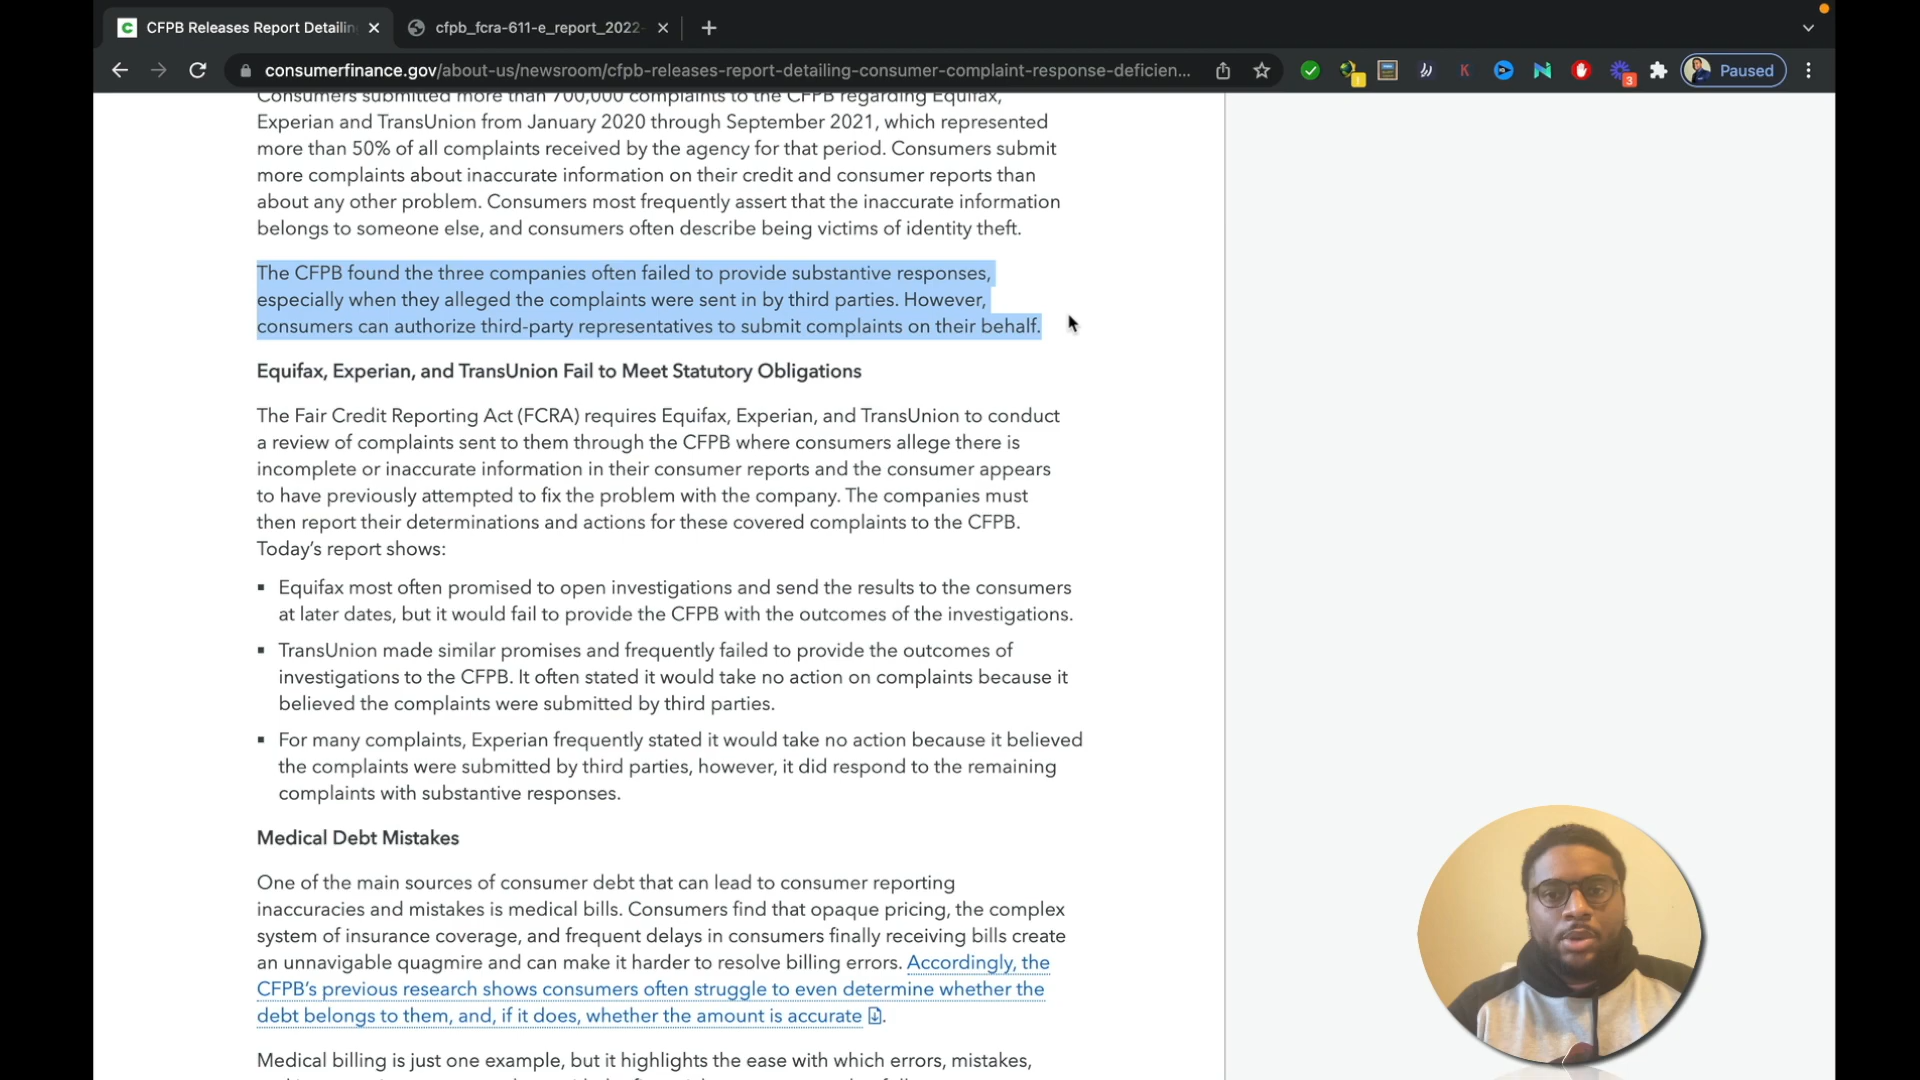 CFPB Releases Report Detailin
cfpb_fcra-611-e_report_2022-
consumerfinance.gov/about-us/newsroom/cfpb-releases-report-detailing-consumer-complaint-response-deficien...
1
K
N
3
Paused
Consumers submitted more than 700,000 complaints to the CFPB regarding Equifax,
Experian and TransUnion from January 2020 through September 2021, which represented
more than 50% of all complaints received by the agency for that period. Consumers submit
more complaints about inaccurate information on their credit and consumer reports than
about any other problem. Consumers most frequently assert that the inaccurate information
belongs to someone else, and consumers often describe being victims of identity theft.
The CFPB found the three companies often failed to provide substantive responses,
especially when they alleged the complaints were sent in by third parties. However,
consumers can authorize third-party representatives to submit complaints on their behalf.
Equifax, Experian, and TransUnion Fail to Meet Statutory Obligations
The Fair Credit Reporting Act (FCRA) requires Equifax, Experian, and TransUnion to conduct
a review of complaints sent to them through the CFPB where consumers allege there is
incomplete or inaccurate information in their consumer reports and the consumer appears
to have previously attempted to fix the problem with the company. The companies must
then report their determinations and actions for these covered complaints to the CFPB.
Today’s report shows:
Equifax most often promised to open investigations and send the results to the consumers
at later dates, but it would fail to provide the CFPB with the outcomes of the investigations.
TransUnion made similar promises and frequently failed to provide the outcomes of
investigations to the CFPB. It often stated it would take no action on complaints because it
believed the complaints were submitted by third parties.
For many complaints, Experian frequently stated it would take no action because it believed
the complaints were submitted by third parties, however, it did respond to the remaining
complaints with substantive responses.
Medical Debt Mistakes
One of the main sources of consumer debt that can lead to consumer reporting
inaccuracies and mistakes is medical bills. Consumers find that opaque pricing, the complex
system of insurance coverage, and frequent delays in consumers finally receiving bills create
an unnavigable quagmire and can make it harder to resolve billing errors. Accordingly, the
CFPB’s previous research shows consumers often struggle to even determine whether the
debt belongs to them, and, if it does, whether the amount is accurate.
Medical billing is just one example, but it highlights the ease with which errors, mistakes,